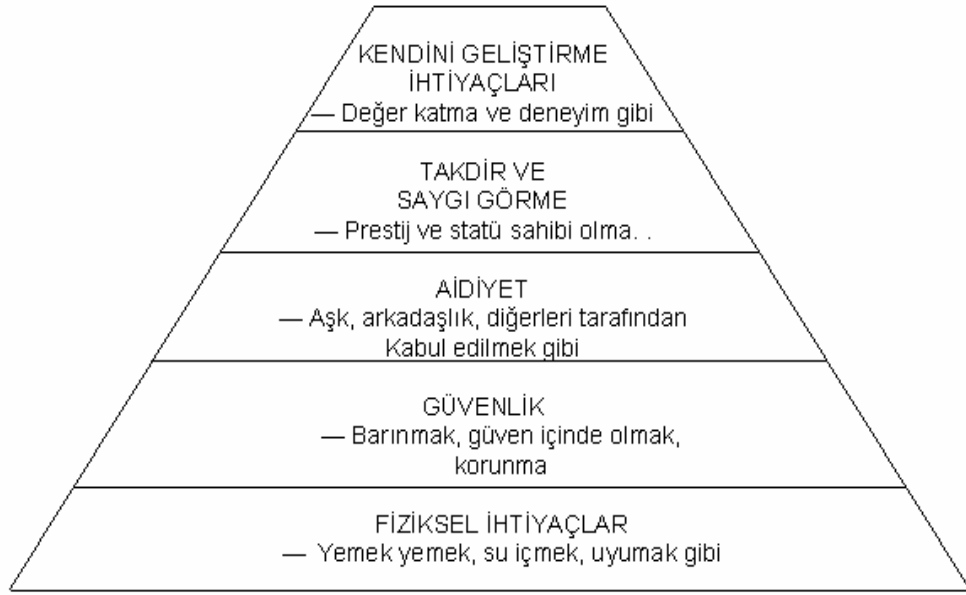 KENDİNİ GELİŞTİRME
İHTİYAÇLARI
— Değer katma ve deneyim gibi
TAKDİR VE
SAYGI GÖRME
— Prestij ve statü sahibi olma. .
AİDİYET
— Aşk, arkadaşlık, diğerleri tarafından
Kabul edilmek gibi
GÜVENLİK
— Barınmak, güven içinde olmak,
korunma
FİZİKSEL İHTİYAÇLAR
— Yemek yemek, su içmek, uyumak gibi